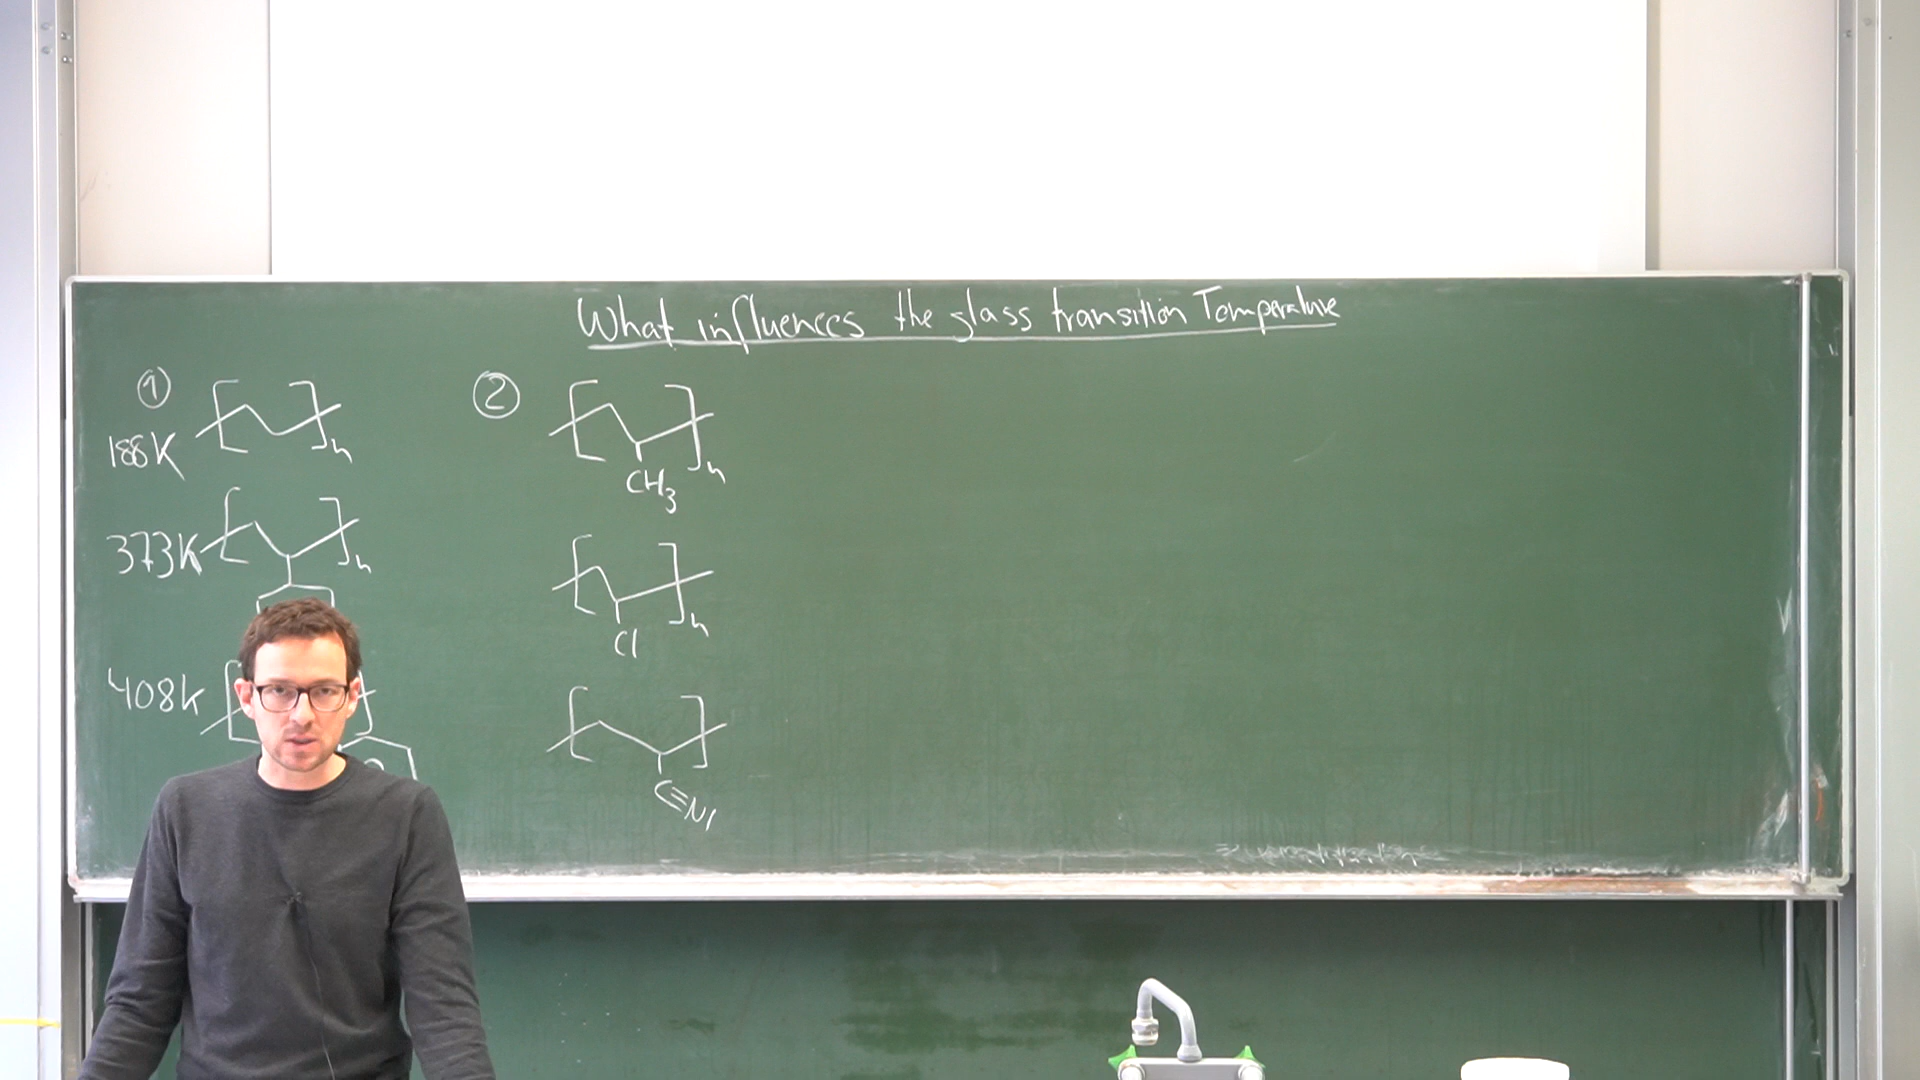 What influences the glass transition Temperature
①
188K
n
373K
n
408K
②
CH3
n
Cl
n
C≡N